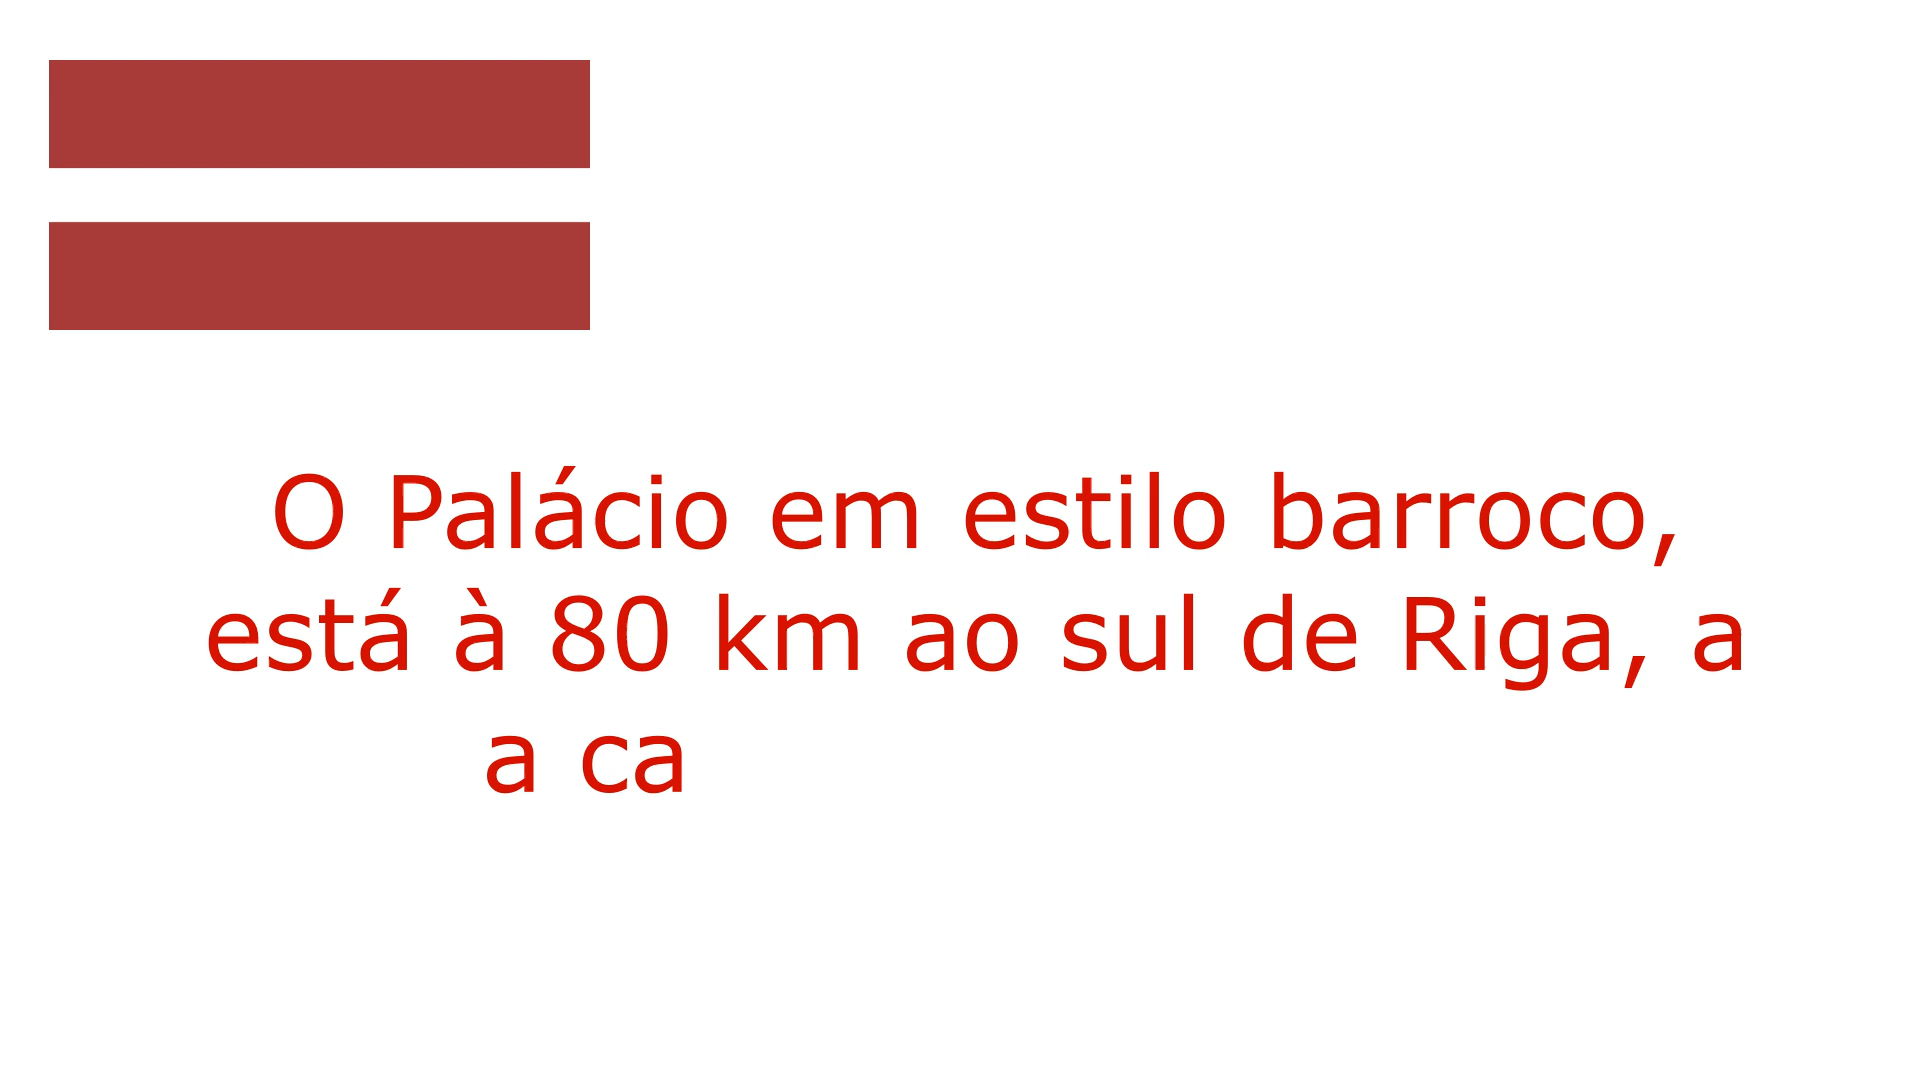 O Palácio em estilo barroco,
está à 80 km ao sul de Riga, a
a ca